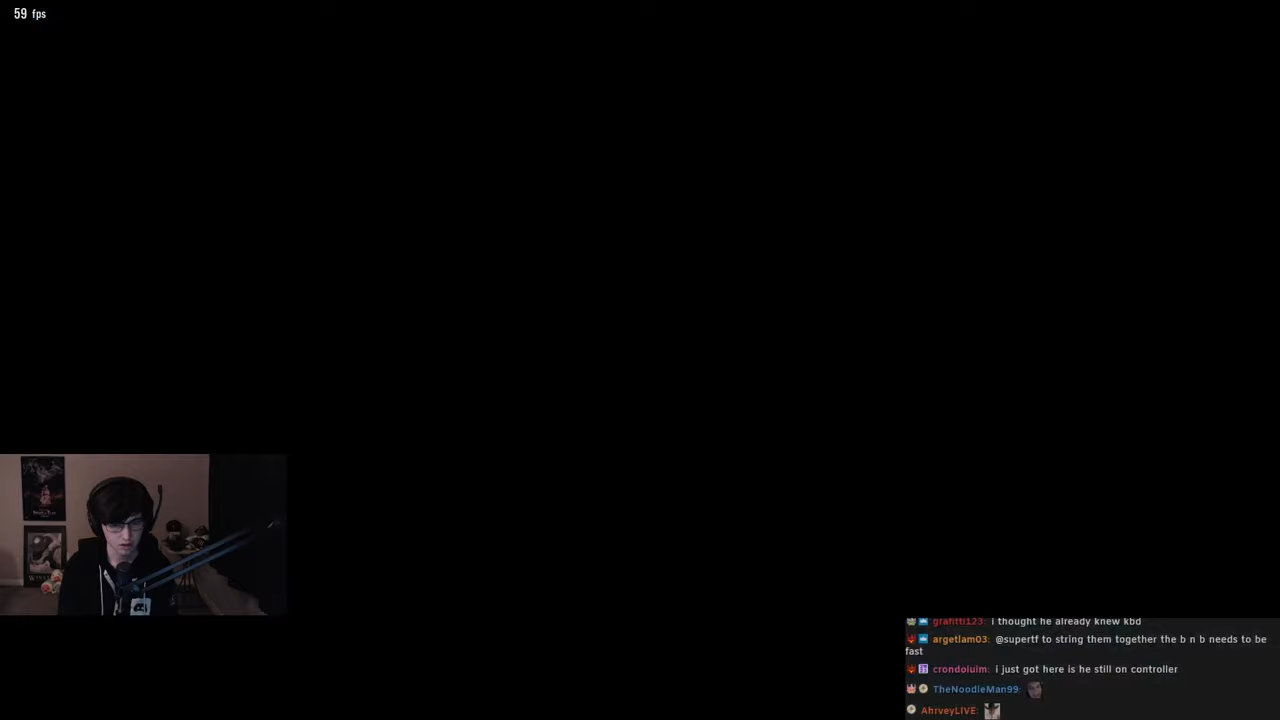 59 fps
grafitti123: i thought he already knew kbd
argetlam03: @supertf to string them together the b n b needs to be
fast
crondoiuim: i just got here is he still on controller
TheNoodleMan99:
AhrveyLIVE: